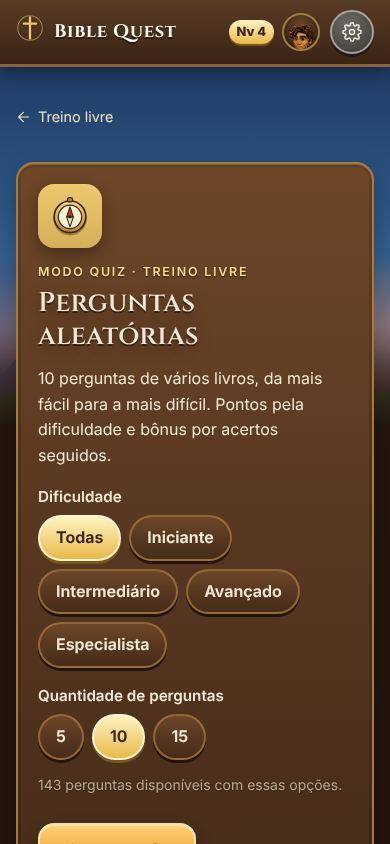 BIBLE QUEST
Nv 4
← Treino livre
MODO QUIZ · TREINO LIVRE
PERGUNTAS
ALEATÓRIAS
10 perguntas de vários livros, da mais
fácil para a mais difícil. Pontos pela
dificuldade e bônus por acertos
seguidos.
Dificuldade
Todas Iniciante
Intermediário Avançado
Especialista
Quantidade de perguntas
5 10 15
143 perguntas disponíveis com essas opções.